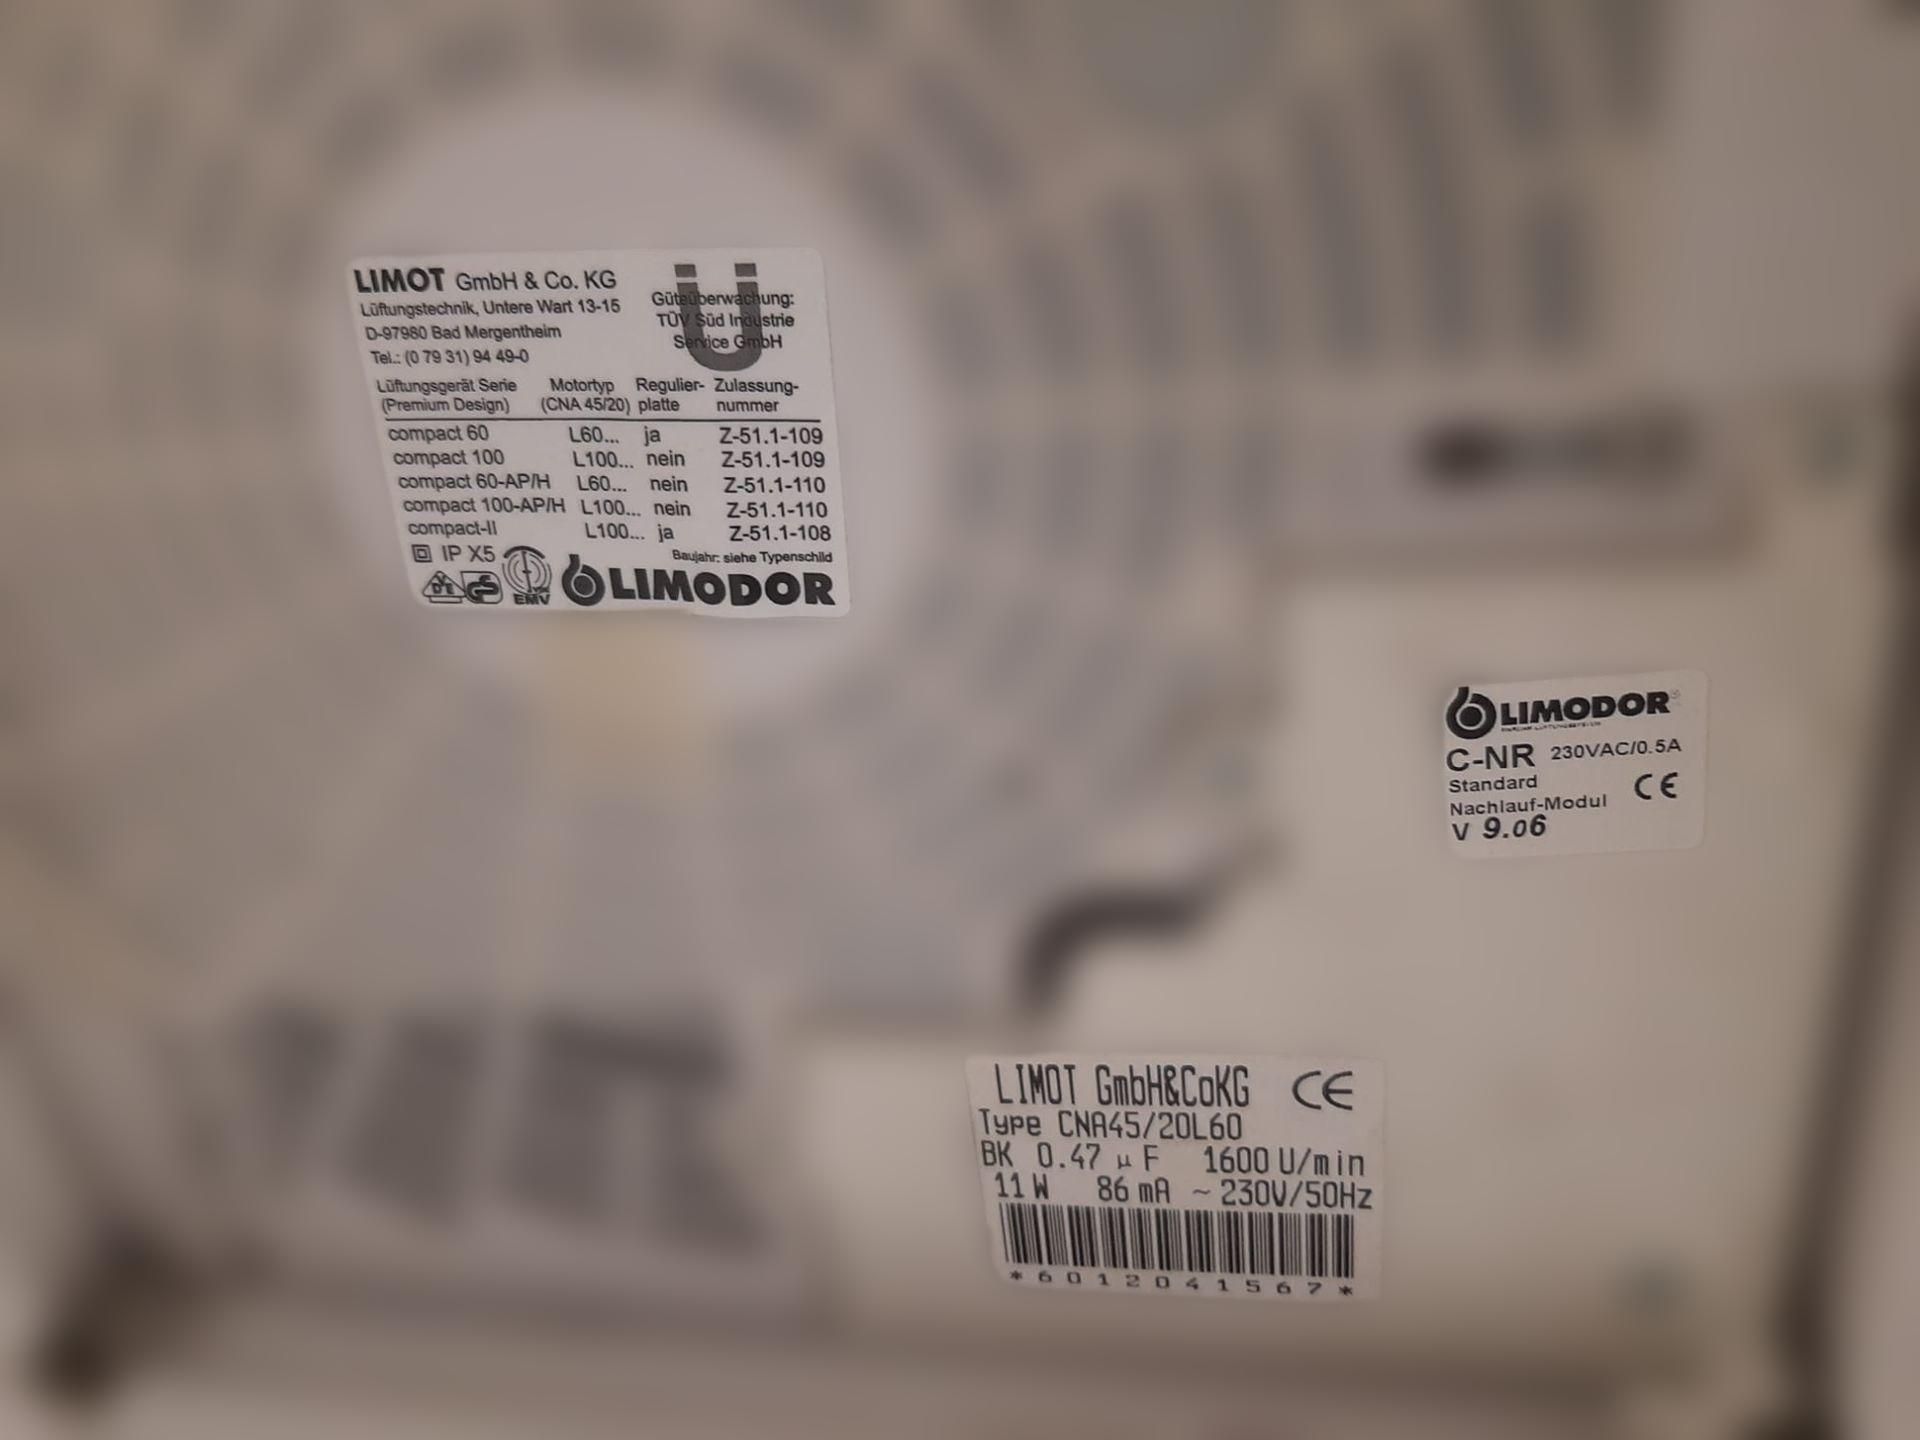 LIMOT GmbH & Co. KG
Lüftungstechnik, Untere Wart 13-15
D-97980 Bad Mergentheim
Tel.: (0 79 31) 94 49-0
Ü
Güteüberwachung:
TÜV Süd Industrie
Service GmbH
Lüftungsgerät Serie Motortyp Regulier- Zulassung-
(Premium Design) (CNA 45/20) platte nummer
compact 60 L60... ja Z-51.1-109
compact 100 L100... nein Z-51.1-109
compact 60-AP/H L60... nein Z-51.1-110
compact 100-AP/H L100... nein Z-51.1-110
compact-II L100... ja Z-51.1-108
IP X5 Baujahr: siehe Typenschild
VDE GS EMV LIMODOR
LIMODOR®
C-NR 230VAC/0.5A
Standard CE
Nachlauf-Modul
V 9.06
LIMOT GmbH&CoKG CE
Type CNA45/20L60
BK 0.47 µF 1600 U/min
11 W 86 mA ~ 230V/50Hz
*6012041567*